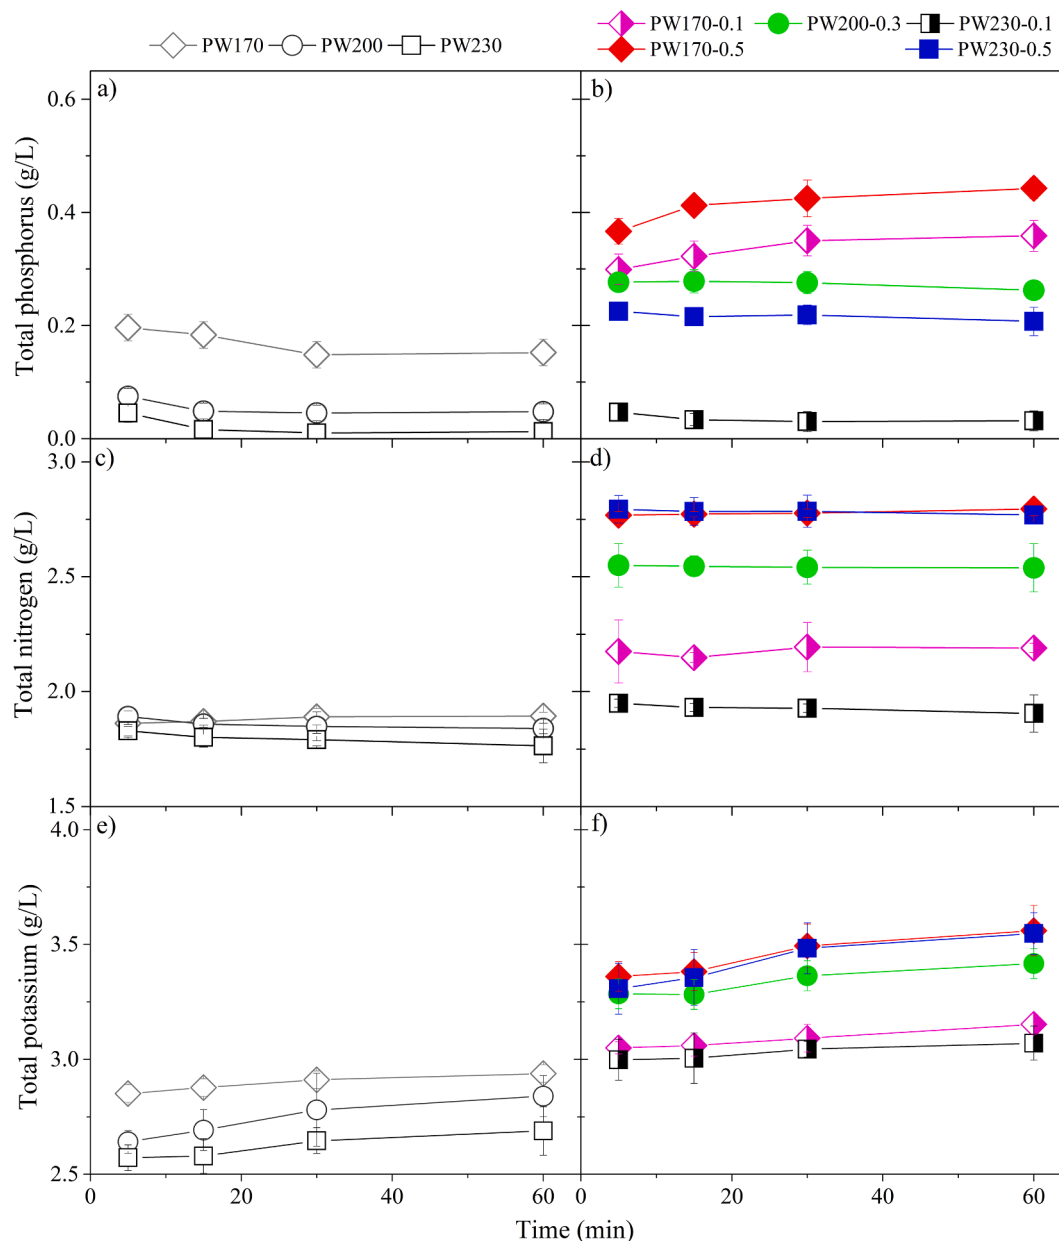 PW170 PW200 PW230
PW170-0.1 PW200-0.3 PW230-0.1
PW170-0.5 PW230-0.5
a) b)
0.6
0.4
0.2
0.0
Total phosphorus (g/L)
c) d)
3.0
2.5
2.0
1.5
Total nitrogen (g/L)
e) f)
4.0
3.5
3.0
2.5
Total potassium (g/L)
0 20 40 60 0 20 40 60
Time (min)